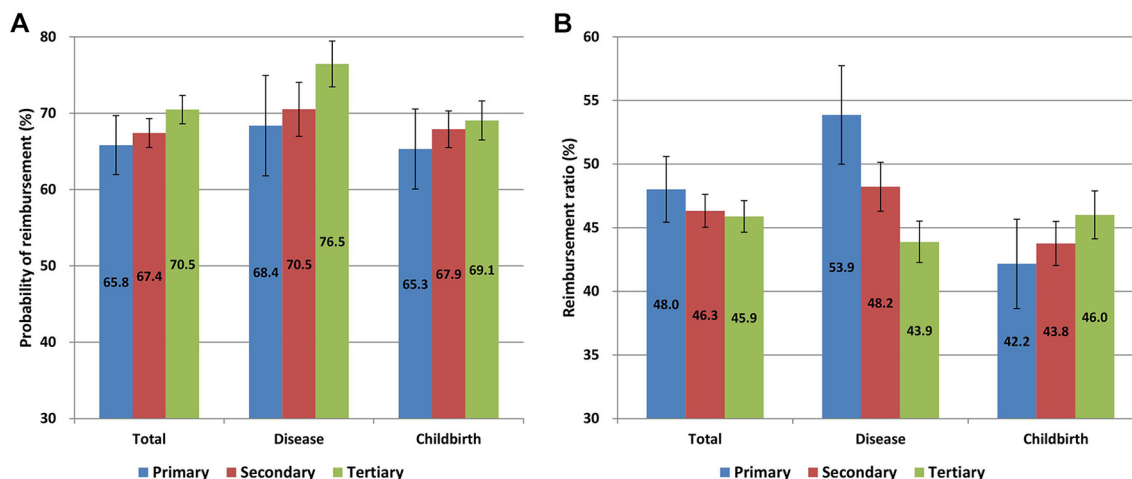 A
Probability of reimbursement (%)
80
70
60
50
40
30
65.8
67.4
70.5
68.4
70.5
76.5
65.3
67.9
69.1
Total
Disease
Childbirth
Primary
Secondary
Tertiary
B
Reimbursement ratio (%)
60
55
50
45
40
35
30
48.0
46.3
45.9
53.9
48.2
43.9
42.2
43.8
46.0
Total
Disease
Childbirth
Primary
Secondary
Tertiary